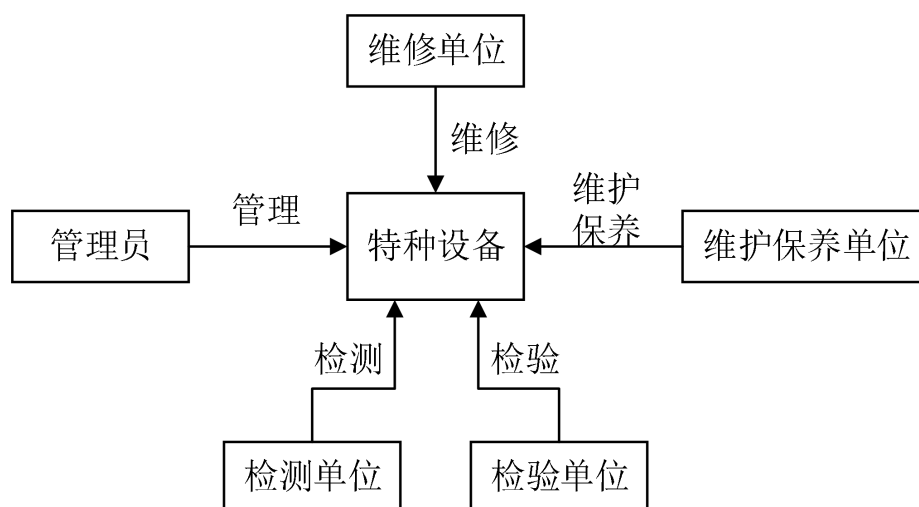 维修单位
维修
管理员
管理
特种设备
维护
保养
维护保养单位
检测
检验
检测单位
检验单位